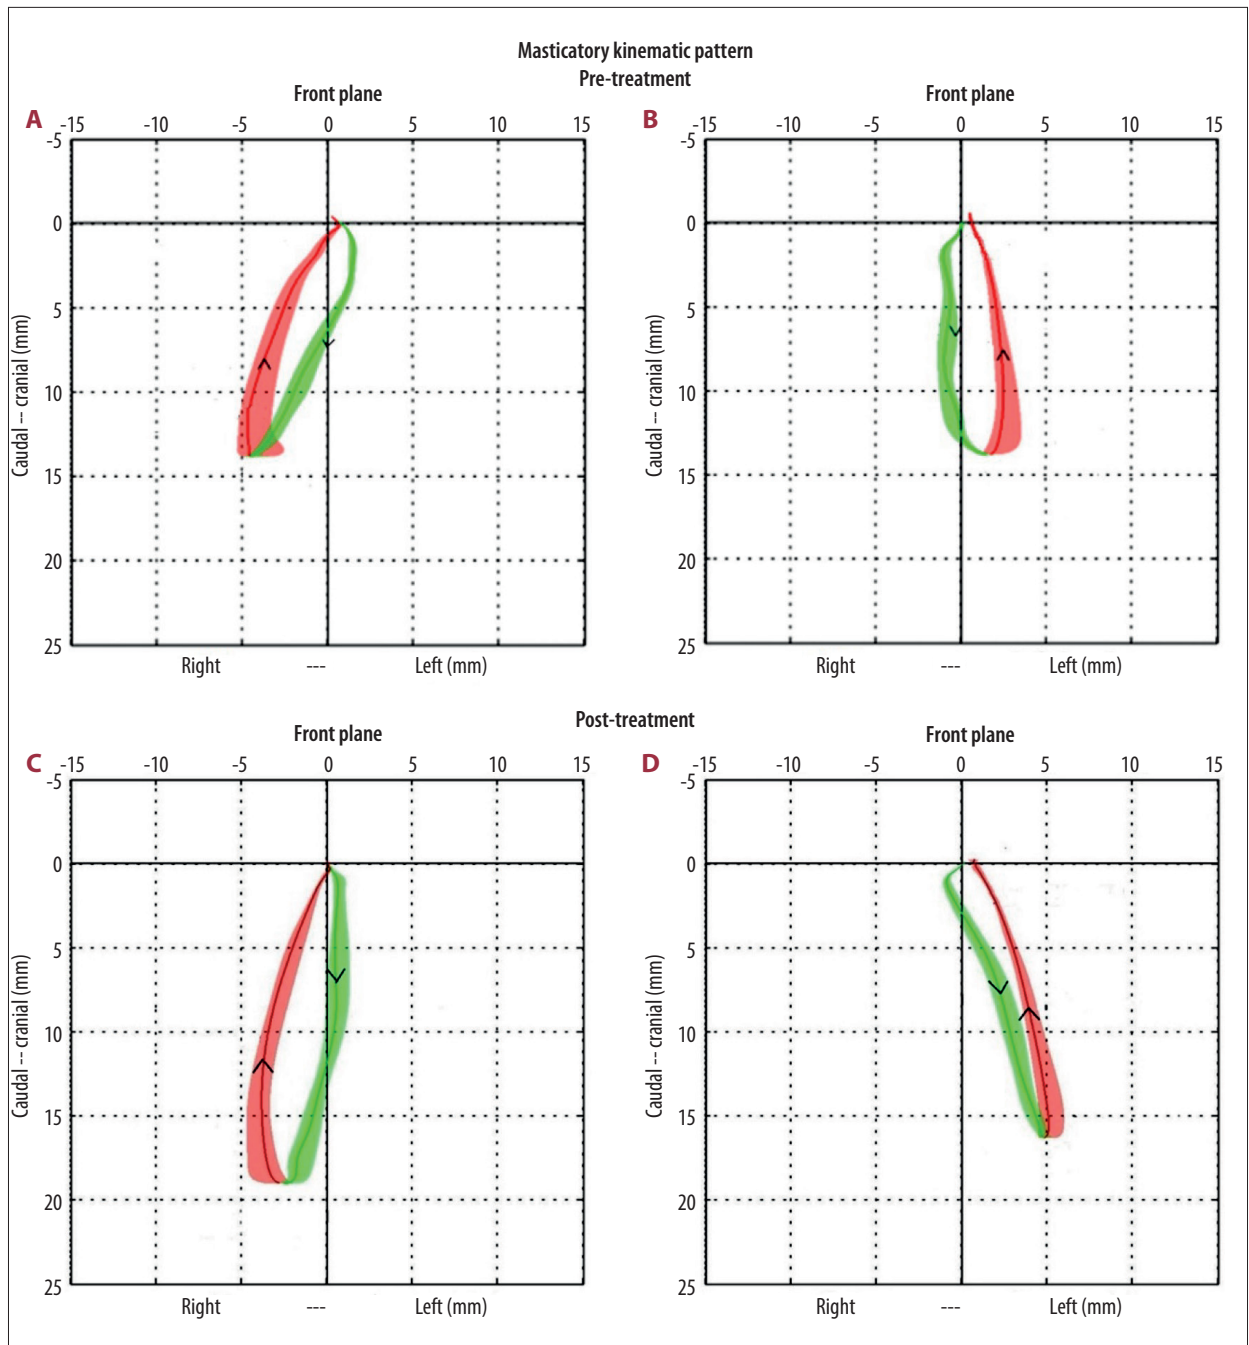 Masticatory kinematic pattern
Pre-treatment
Front plane
Front plane
A
-15 -10 -5 0 5 10 15
B
-15 -10 -5 0 5 10 15
-5
0
5
10
15
20
25
Caudal -- cranial (mm)
-5
0
5
10
15
20
25
Caudal -- cranial (mm)
Right --- Left (mm)
Right --- Left (mm)
Post-treatment
Front plane
Front plane
C
-15 -10 -5 0 5 10 15
D
-15 -10 -5 0 5 10 15
-5
0
5
10
15
20
25
Caudal -- cranial (mm)
-5
0
5
10
15
20
25
Caudal -- cranial (mm)
Right --- Left (mm)
Right --- Left (mm)